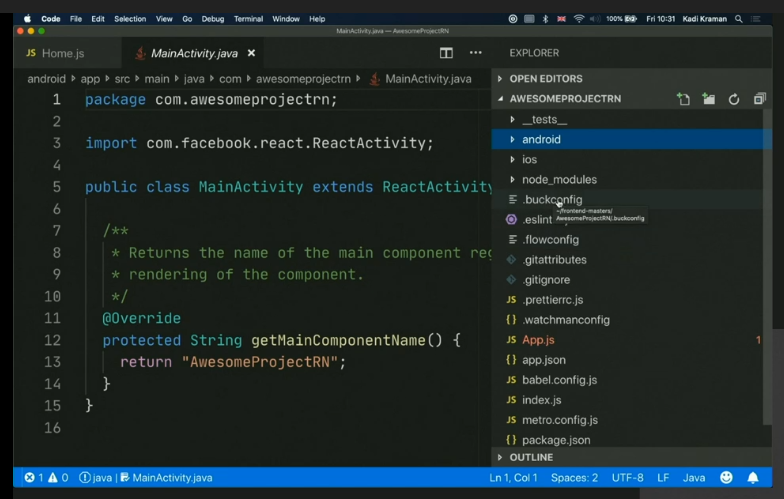 Code File Edit Selection View Go Debug Terminal Window Help 100% Fri 10:31 Kadi Kraman
MainActivity.java — AwesomeProjectRN
JS Home.js MainActivity.java × ··· EXPLORER
android app src main java com awesomeprojectrn MainActivity.java
OPEN EDITORS
AWESOMEPROJECTRN
__tests__
android
ios
node_modules
.buckconfig
~/frontend-masters/
AwesomeProjectRN/.buckconfig
.eslint
.flowconfig
.gitattributes
.gitignore
JS .prettierrc.js
{} .watchmanconfig
JS App.js 1
{} app.json
JS babel.config.js
JS index.js
JS metro.config.js
{} package.json
OUTLINE
1 package com.awesomeprojectrn;
2
3 import com.facebook.react.ReactActivity;
4
5 public class MainActivity extends ReactActivity
6
7 /**
8 * Returns the name of the main component reg
9 * rendering of the component.
10 */
11 @Override
12 protected String getMainComponentName() {
13 return "AwesomeProjectRN";
14 }
15 }
16
1 0 java | MainActivity.java Ln 1, Col 1 Spaces: 2 UTF-8 LF Java